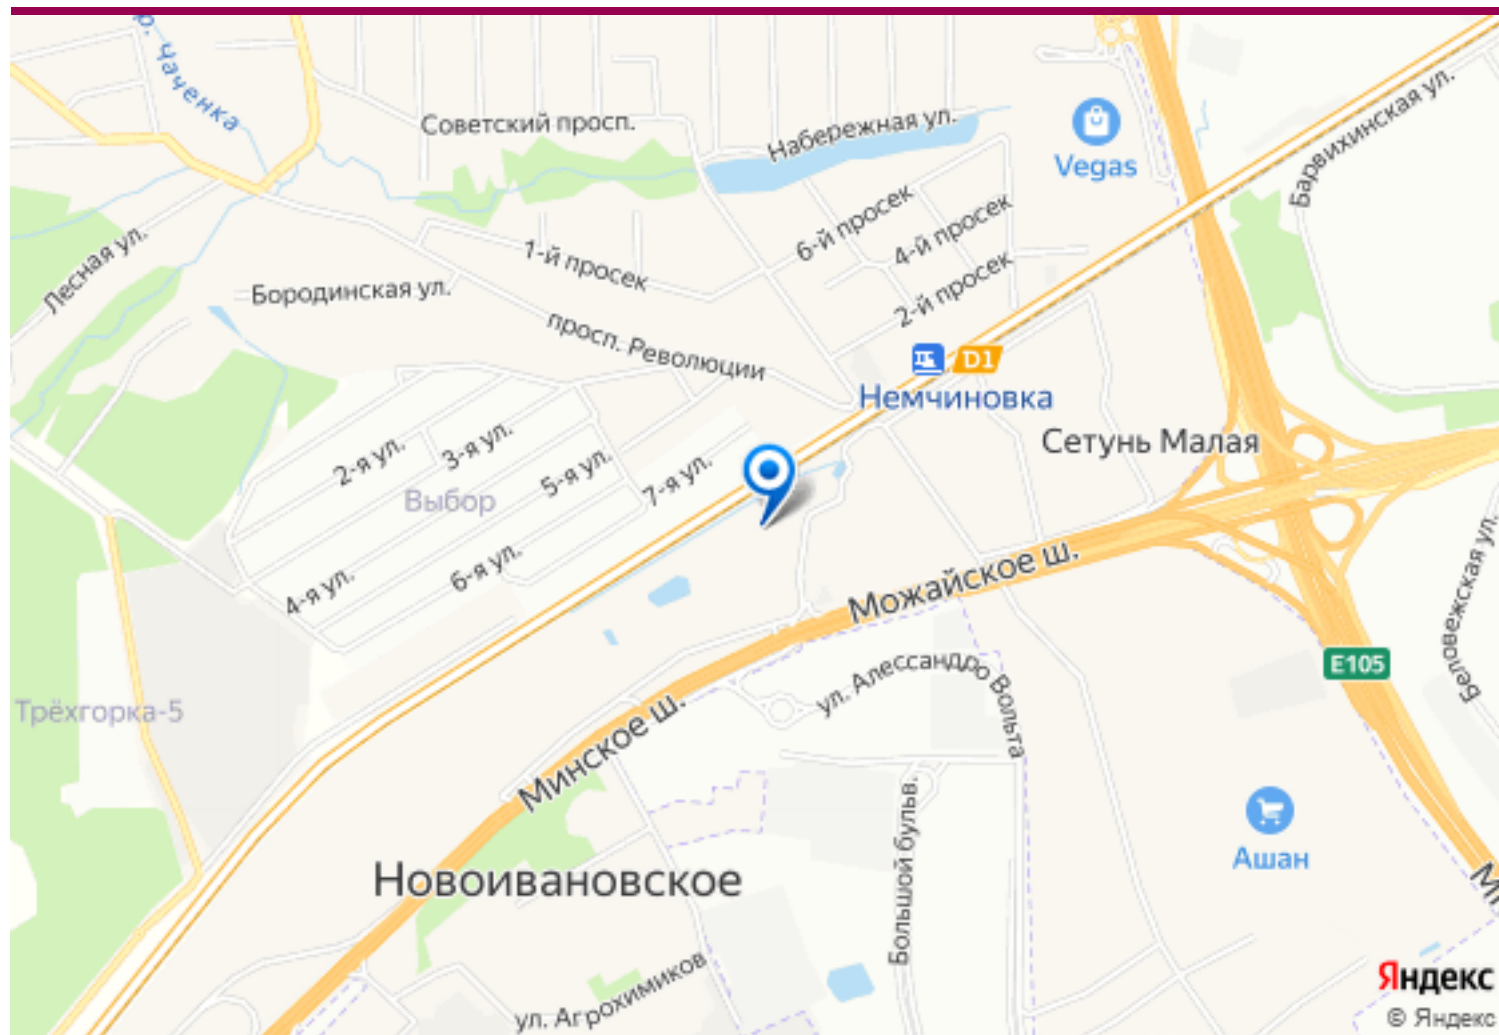 р. Чаченка
Советский просп.
Набережная ул.
Vegas
Барвихинская ул.
Лесная ул.
1-й просек
6-й просек
4-й просек
2-й просек
Бородинская ул.
просп. Революции
D1
Немчиновка
Сетунь Малая
2-я ул.
3-я ул.
5-я ул.
7-я ул.
Выбор
4-я ул.
6-я ул.
Можайское ш.
Беловежская ул.
E105
ул. Алессандро Вольта
Трёхгорка-5
Минское ш.
Большой бульв.
Ашан
Новоивановское
ул. Агрохимиков
Яндекс
© Яндекс